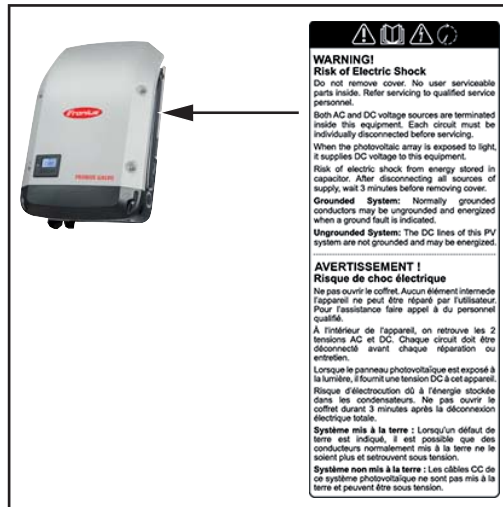 Fronius
FRONIUS GALVO
WARNING!
Risk of Electric Shock
Do not remove cover. No user serviceable
parts inside. Refer servicing to qualified service
personnel.
Both AC and DC voltage sources are terminated
inside this equipment. Each circuit must be
individually disconnected before servicing.
When the photovoltaic array is exposed to light,
it supplies DC voltage to this equipment.
Risk of electric shock from energy stored in
capacitor. After disconnecting all sources of
supply, wait 3 minutes before removing cover.
Grounded System: Normally grounded
conductors may be ungrounded and energized
when a ground fault is indicated.
Ungrounded System: The DC lines of this PV
system are not grounded and may be energized.
AVERTISSEMENT !
Risque de choc électrique
Ne pas ouvrir le coffret. Aucun élément internede
l'appareil ne peut être réparé par l'utilisateur.
Pour l'assistance faire appel à du personnel
qualifié.
À l'intérieur de l'appareil, on retrouve les 2
tensions AC et DC. Chaque circuit doit être
déconnecté avant chaque réparation ou
entretien.
Lorsque le panneau photovoltaïque est exposé à
la lumière, il fournit une tension DC à cet appareil.
Risque d'électrocution dû à l'énergie stockée
dans les condensateurs. Ne pas ouvrir le
coffret durant 3 minutes après la déconnexion
électrique totale.
Système mis à la terre : Lorsqu'un défaut de
terre est indiqué, il est possible que des
conducteurs normalement mis à la terre ne le
soient plus et setrouvent sous tension.
Système non mis à la terre : Les câbles CC de
ce système photovoltaïque ne sont pas mis à la
terre et peuvent être sous tension.